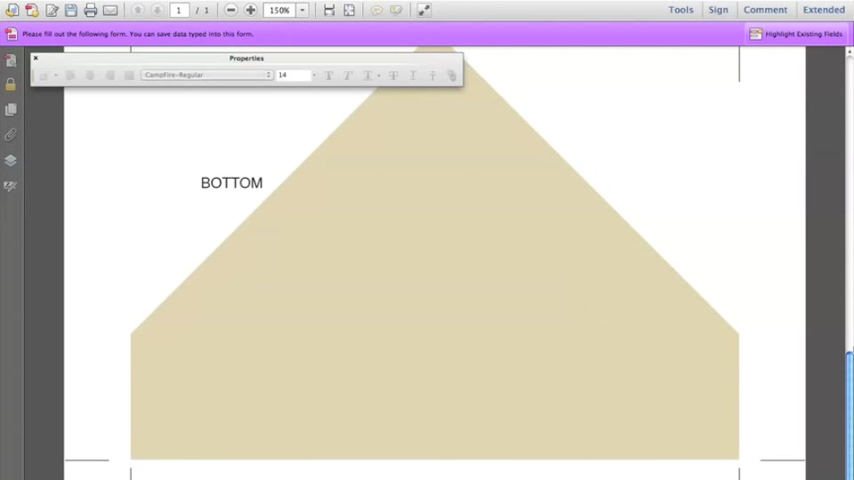 1 / 1
150%
Tools
Sign
Comment
Extended
Please fill out the following form. You can save data typed into this form.
Highlight Existing Fields
Properties
CampFire-Regular
14
T T T T T T
BOTTOM